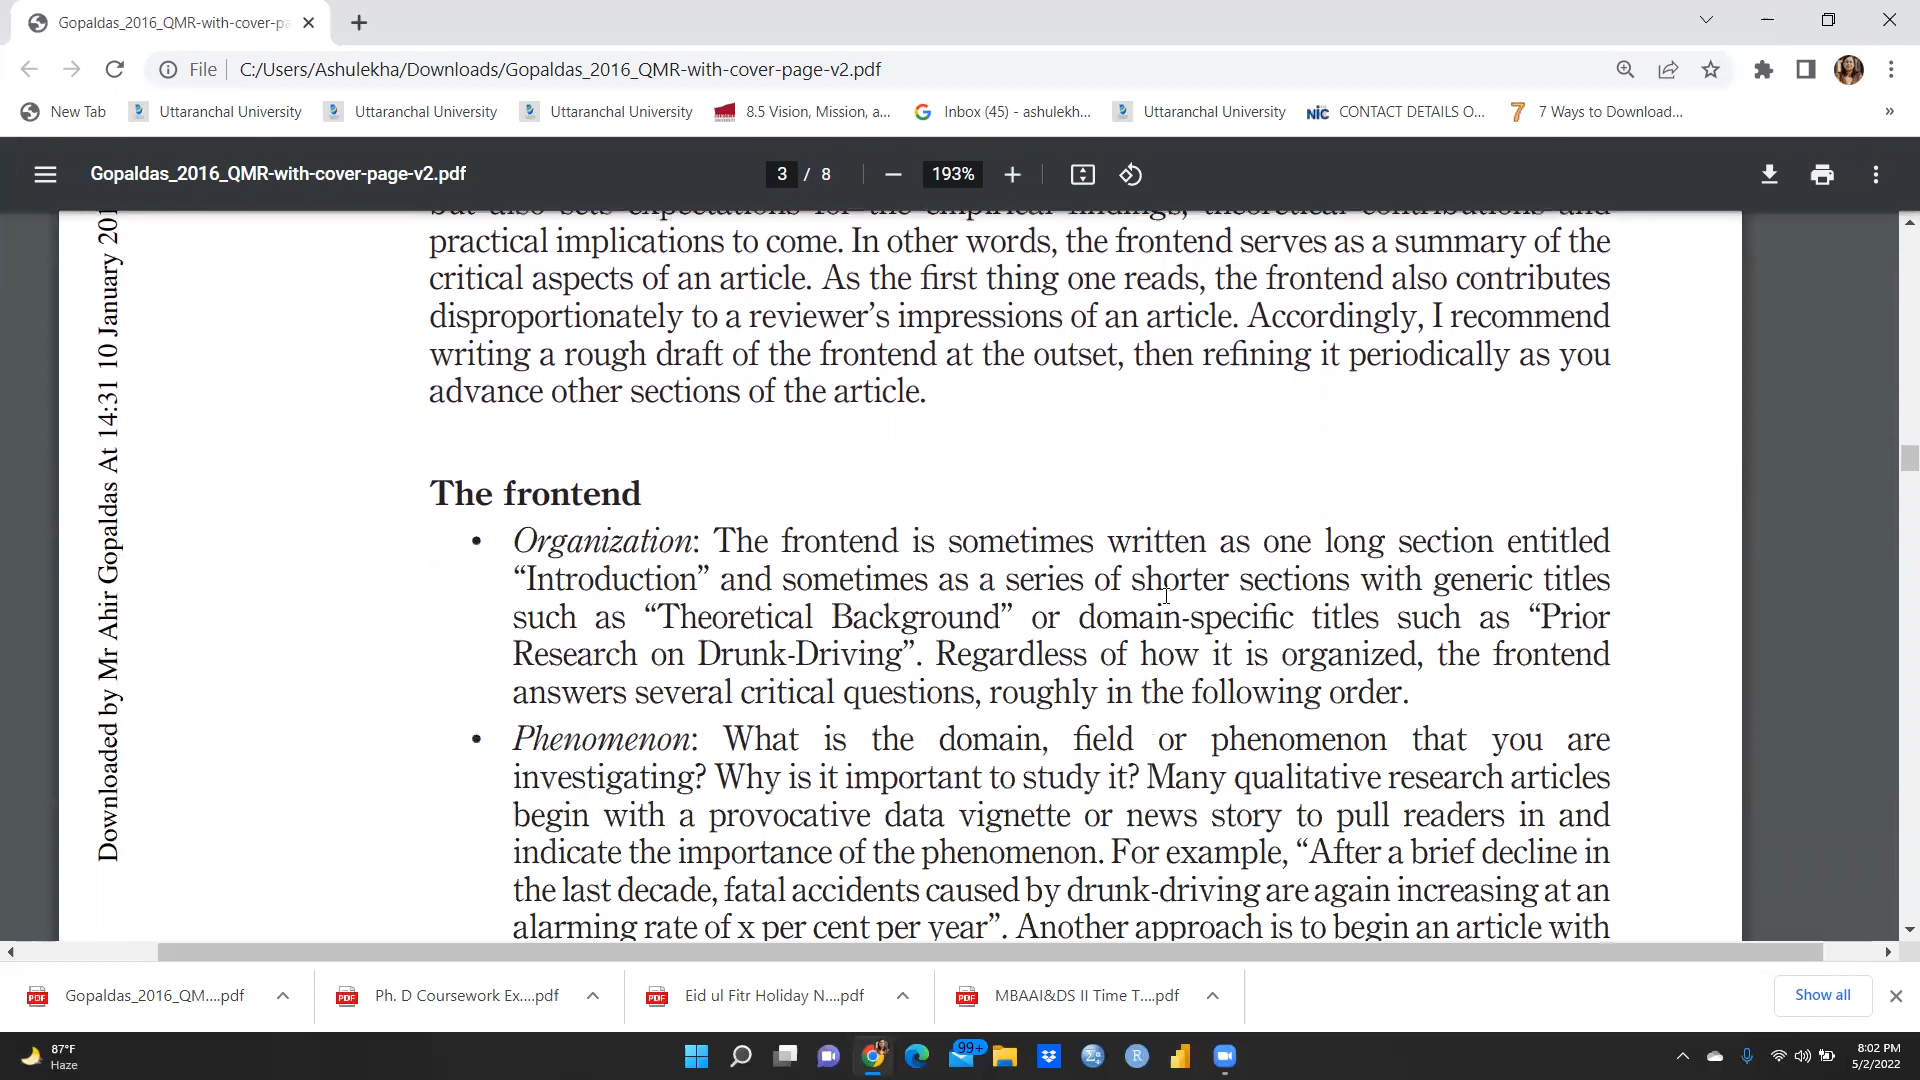 Gopaldas_2016_QMR-with-cover-pa
File
C:/Users/Ashulekha/Downloads/Gopaldas_2016_QMR-with-cover-page-v2.pdf
New Tab
Uttaranchal University
Uttaranchal University
Uttaranchal University
8.5 Vision, Mission, a...
Inbox (45) - ashulekh...
Uttaranchal University
NIC
CONTACT DETAILS O...
7 Ways to Download...
»
Gopaldas_2016_QMR-with-cover-page-v2.pdf
3 / 8
193%
Downloaded by Mr Ahir Gopaldas At 14:31 10 January 201
but also sets expectations for the empirical findings, theoretical contributions and
practical implications to come. In other words, the frontend serves as a summary of the
critical aspects of an article. As the first thing one reads, the frontend also contributes
disproportionately to a reviewer’s impressions of an article. Accordingly, I recommend
writing a rough draft of the frontend at the outset, then refining it periodically as you
advance other sections of the article.
The frontend
• Organization: The frontend is sometimes written as one long section entitled
“Introduction” and sometimes as a series of shorter sections with generic titles
such as “Theoretical Background” or domain-specific titles such as “Prior
Research on Drunk-Driving”. Regardless of how it is organized, the frontend
answers several critical questions, roughly in the following order.
• Phenomenon: What is the domain, field or phenomenon that you are
investigating? Why is it important to study it? Many qualitative research articles
begin with a provocative data vignette or news story to pull readers in and
indicate the importance of the phenomenon. For example, “After a brief decline in
the last decade, fatal accidents caused by drunk-driving are again increasing at an
alarming rate of x per cent per year”. Another approach is to begin an article with
Gopaldas_2016_QM....pdf
Ph. D Coursework Ex....pdf
Eid ul Fitr Holiday N....pdf
MBAAI&DS II Time T....pdf
Show all
87°F
Haze
99+
8:02 PM
5/2/2022